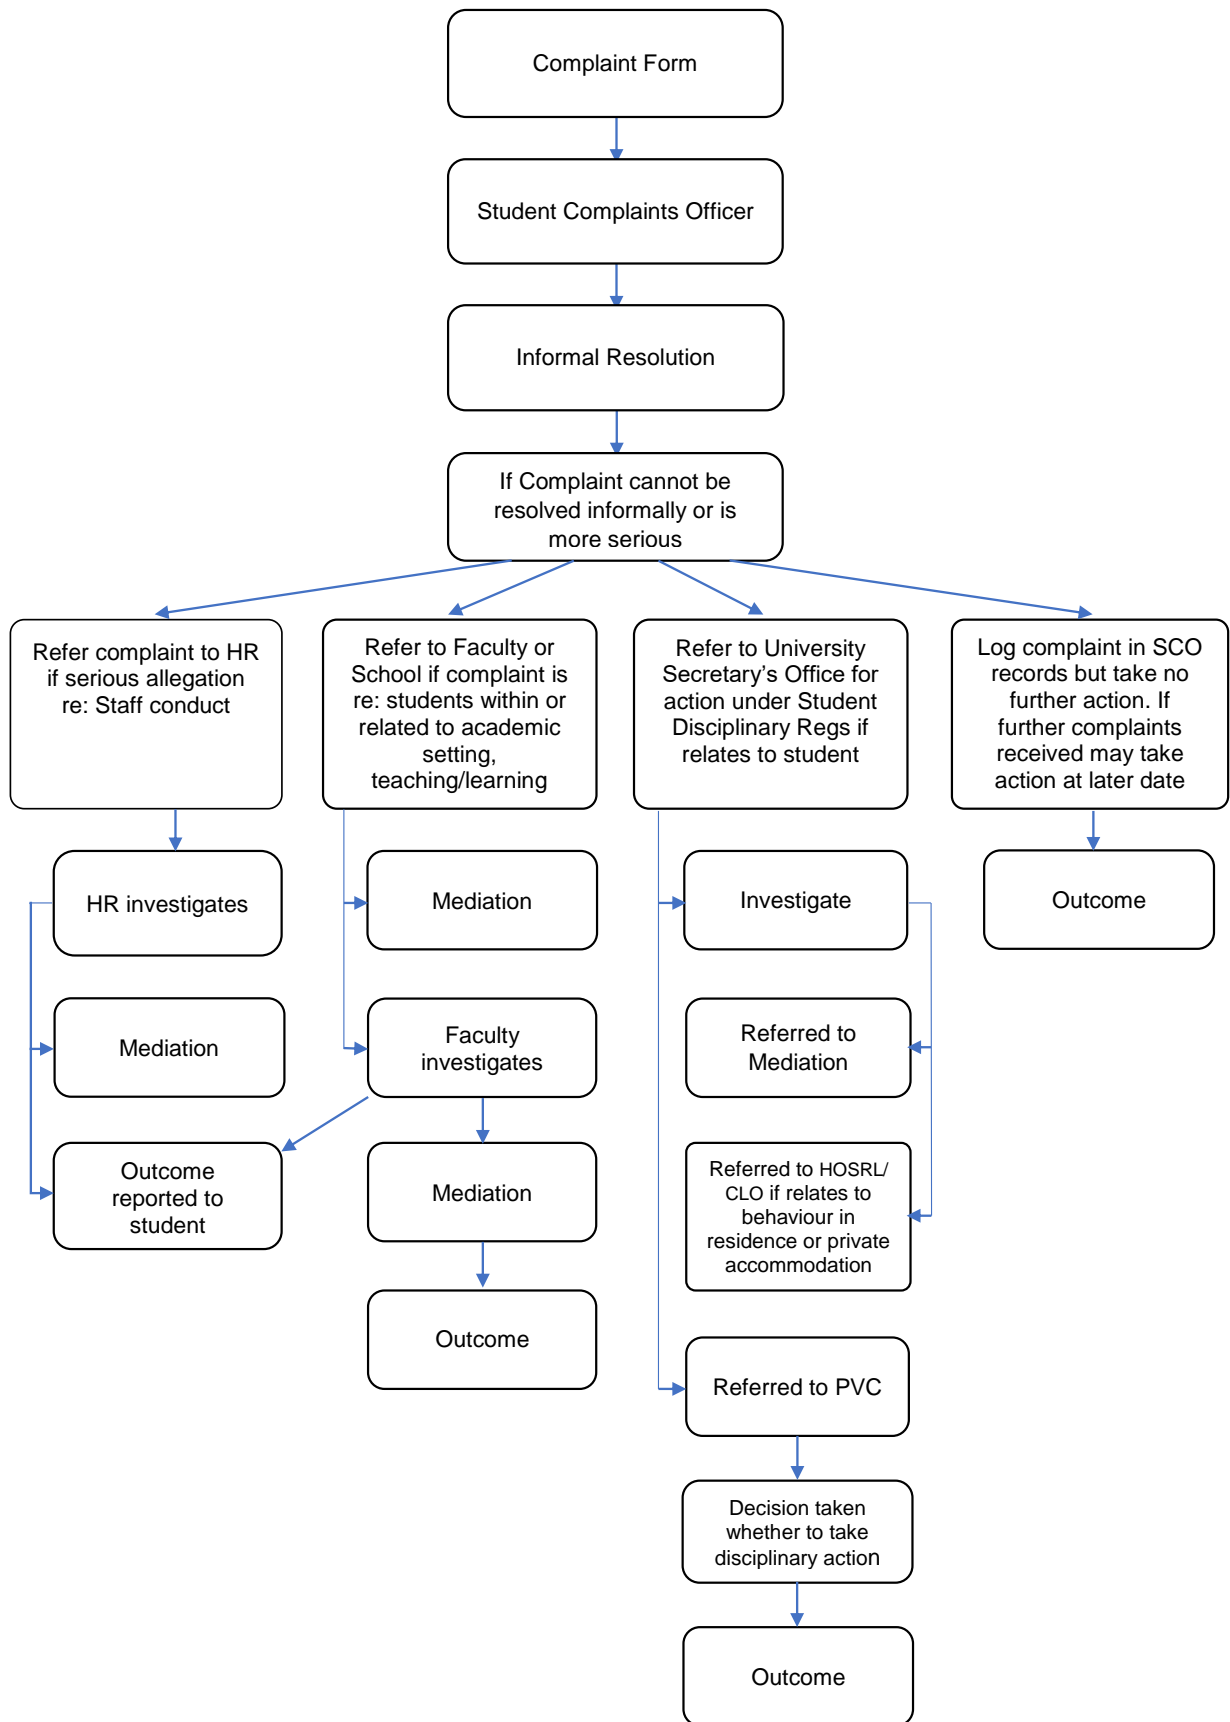 Complaint Form
Student Complaints Officer
Informal Resolution
If Complaint cannot be
resolved informally or is
more serious
Refer complaint to HR
if serious allegation
re: Staff conduct
Refer to Faculty or
School if complaint is
re: students within or
related to academic
setting,
teaching/learning
Refer to University
Secretary’s Office for
action under Student
Disciplinary Regs if
relates to student
Log complaint in SCO
records but take no
further action. If
further complaints
received may take
action at later date
HR investigates
Mediation
Investigate
Outcome
Mediation
Faculty
investigates
Referred to
Mediation
Outcome
reported to
student
Mediation
Referred to HOSRL/
CLO if relates to
behaviour in
residence or private
accommodation
Outcome
Referred to PVC
Decision taken
whether to take
disciplinary action
Outcome